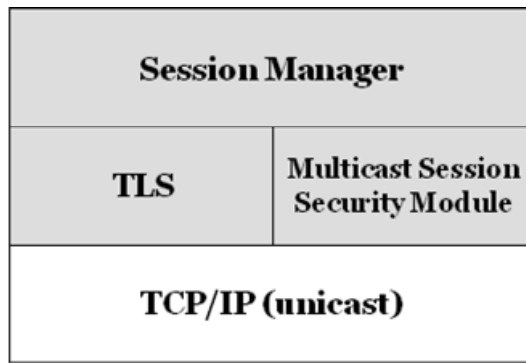 Session Manager
TLS
Multicast Session
Security Module
TCP/IP (unicast)